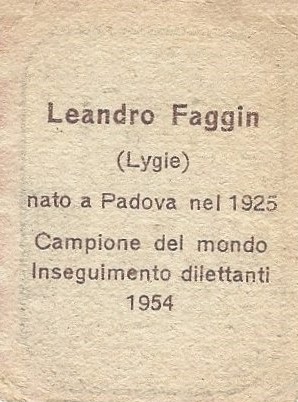 Leandro Faggin
(Lygie)
nato a Padova nel 1925
Campione del mondo
Inseguimento dilettanti
1954